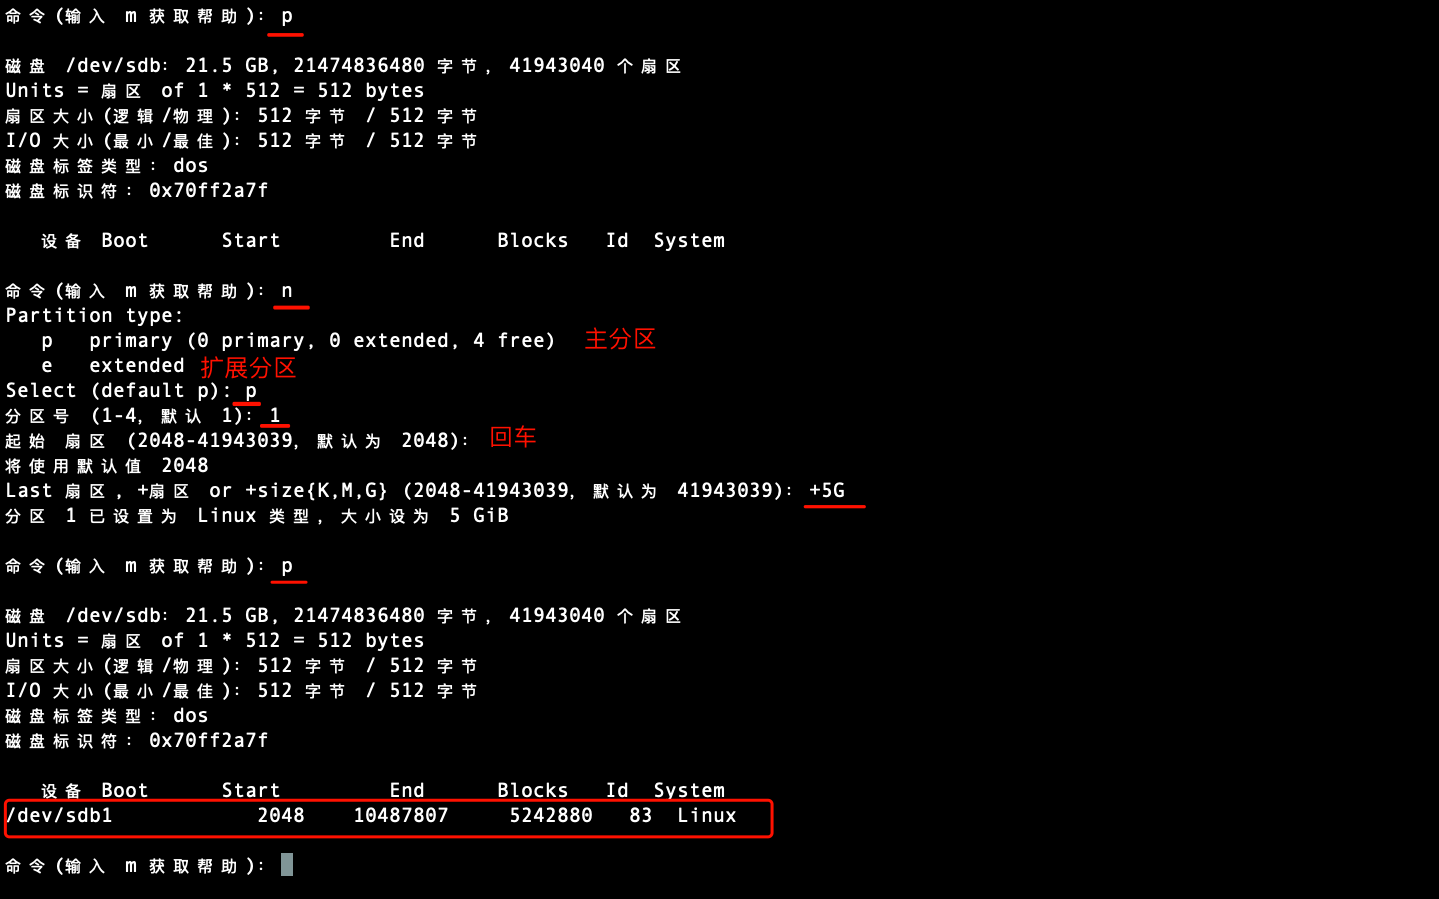 命令(输入 m 获取帮助): p
磁盘 /dev/sdb: 21.5 GB, 21474836480 字节, 41943040 个扇区
Units = 扇区 of 1 * 512 = 512 bytes
扇区大小(逻辑/物理): 512 字节 / 512 字节
I/O 大小(最小/最佳): 512 字节 / 512 字节
磁盘标签类型: dos
磁盘标识符: 0x70ff2a7f
设备 Boot Start End Blocks Id System
命令(输入 m 获取帮助): n
Partition type:
p primary (0 primary, 0 extended, 4 free) 主分区
e extended 扩展分区
Select (default p): p
分区号 (1-4, 默认 1): 1
起始 扇区 (2048-41943039, 默认为 2048): 回车
将使用默认值 2048
Last 扇区, +扇区 or +size{K,M,G} (2048-41943039, 默认为 41943039): +5G
分区 1 已设置为 Linux 类型, 大小设为 5 GiB
命令(输入 m 获取帮助): p
磁盘 /dev/sdb: 21.5 GB, 21474836480 字节, 41943040 个扇区
Units = 扇区 of 1 * 512 = 512 bytes
扇区大小(逻辑/物理): 512 字节 / 512 字节
I/O 大小(最小/最佳): 512 字节 / 512 字节
磁盘标签类型: dos
磁盘标识符: 0x70ff2a7f
设备 Boot Start End Blocks Id System
/dev/sdb1 2048 10487807 5242880 83 Linux
命令(输入 m 获取帮助):